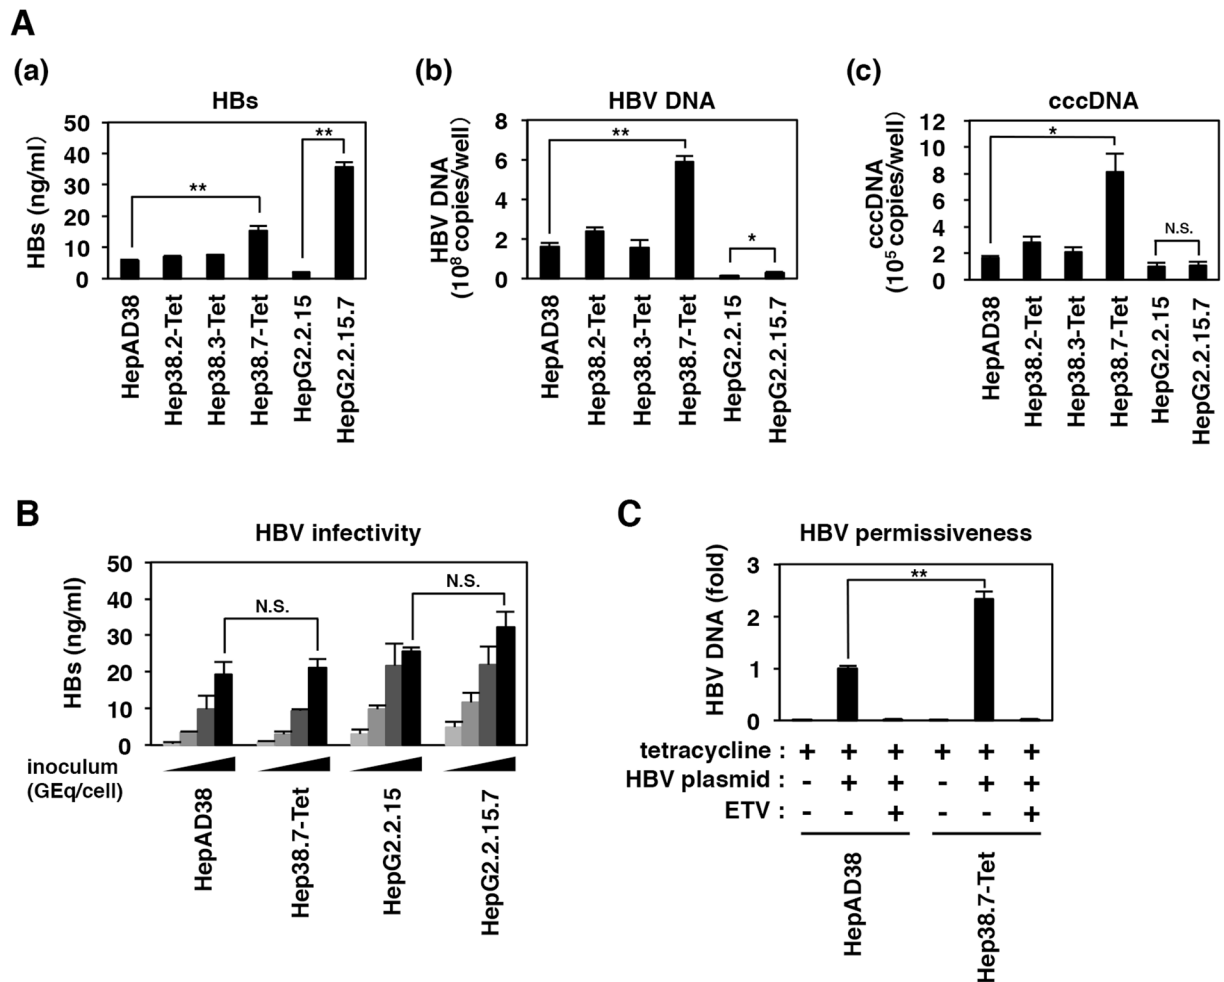 A
(a)
HBs
HBs (ng/ml)
50
40
30
20
10
0
**
**
HepAD38
Hep38.2-Tet
Hep38.3-Tet
Hep38.7-Tet
HepG2.2.15
HepG2.2.15.7
(b)
HBV DNA
HBV DNA
(10⁸ copies/well)
8
6
4
2
0
**
*
HepAD38
Hep38.2-Tet
Hep38.3-Tet
Hep38.7-Tet
HepG2.2.15
HepG2.2.15.7
(c)
cccDNA
cccDNA
(10⁵ copies/well)
12
10
8
6
4
2
0
*
N.S.
HepAD38
Hep38.2-Tet
Hep38.3-Tet
Hep38.7-Tet
HepG2.2.15
HepG2.2.15.7
B
HBV infectivity
HBs (ng/ml)
50
40
30
20
10
0
N.S.
N.S.
inoculum
(GEq/cell)
HepAD38
Hep38.7-Tet
HepG2.2.15
HepG2.2.15.7
C
HBV permissiveness
HBV DNA (fold)
3
2
1
0
**
tetracycline : + + + + + +
HBV plasmid : - + + - + +
ETV : - - + - - +
HepAD38
Hep38.7-Tet